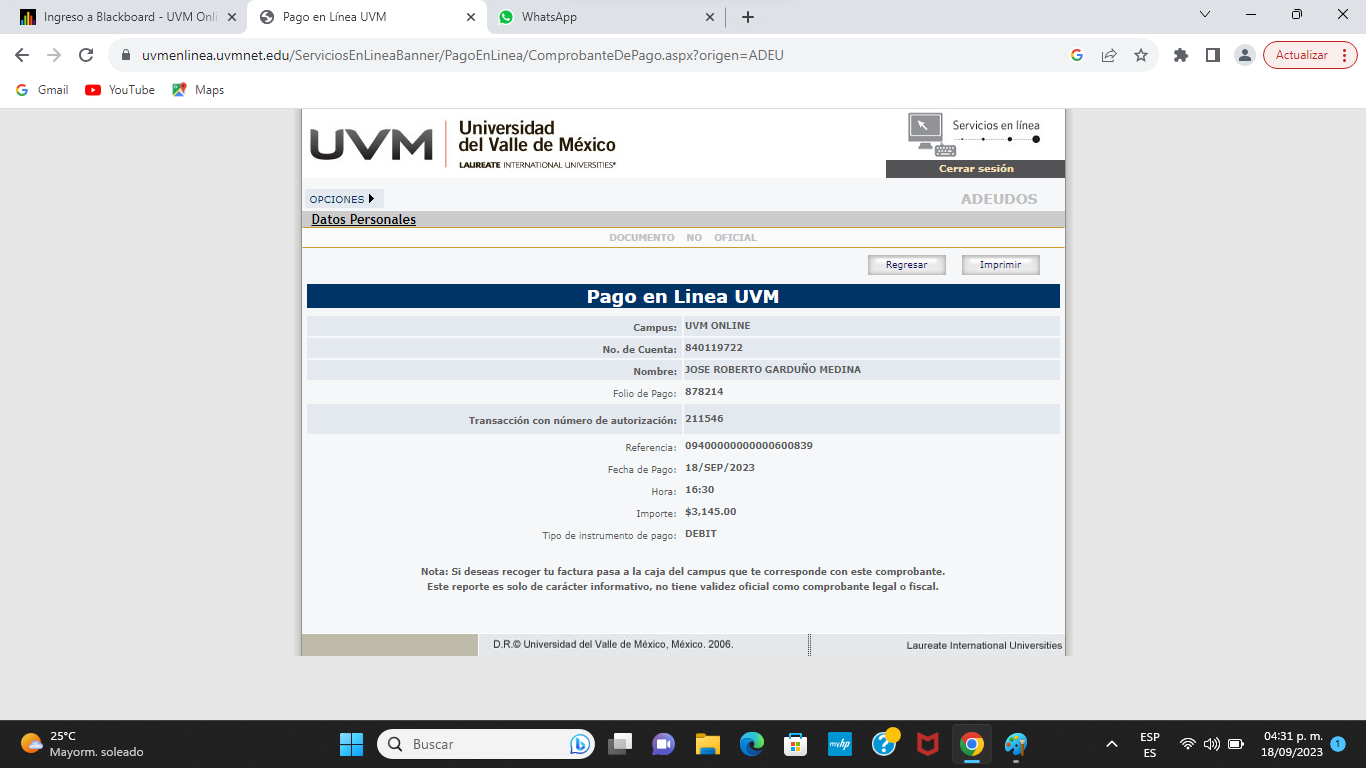 Ingreso a Blackboard - UVM Onli
Pago en Línea UVM
WhatsApp
uvmenlinea.uvmnet.edu/ServiciosEnLineaBanner/PagoEnLinea/ComprobanteDePago.aspx?origen=ADEU
Actualizar
Gmail
YouTube
Maps
UVM
Universidad
del Valle de México
LAUREATE INTERNATIONAL UNIVERSITIES®
Servicios en línea
Cerrar sesión
OPCIONES
ADEUDOS
Datos Personales
DOCUMENTO NO OFICIAL
Regresar
Imprimir
Pago en Linea UVM
Campus: UVM ONLINE
No. de Cuenta: 840119722
Nombre: JOSE ROBERTO GARDUÑO MEDINA
Folio de Pago: 878214
Transacción con número de autorización: 211546
Referencia: 09400000000000600839
Fecha de Pago: 18/SEP/2023
Hora: 16:30
Importe: $3,145.00
Tipo de instrumento de pago: DEBIT
Nota: Si deseas recoger tu factura pasa a la caja del campus que te corresponde con este comprobante.
Este reporte es solo de carácter informativo, no tiene validez oficial como comprobante legal o fiscal.
D.R.© Universidad del Valle de México, México. 2006.
Laureate International Universities
25°C
Mayorm. soleado
Buscar
myhp
ESP
ES
04:31 p. m.
18/09/2023
1